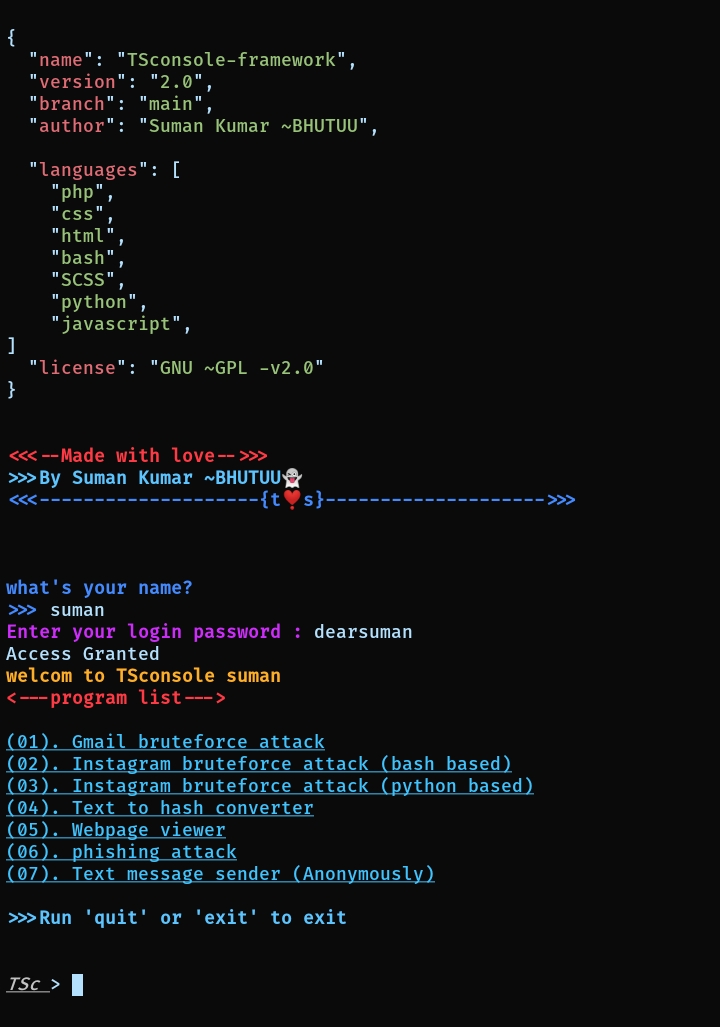 {
"name": "TSconsole-framework",
"version": "2.0",
"branch": "main",
"author": "Suman Kumar ~BHUTUU",
"languages": [
"php",
"css",
"html",
"bash",
"SCSS",
"python",
"javascript",
]
"license": "GNU ~GPL -v2.0"
}
<<<--Made with love-->>>
>>>By Suman Kumar ~BHUTUU👻
<<<--------------------{t❣️s}-------------------->>>
what's your name?
>>> suman
Enter your login password : dearsuman
Access Granted
welcom to TSconsole suman
<---program list--->
(01). Gmail bruteforce attack
(02). Instagram bruteforce attack (bash based)
(03). Instagram bruteforce attack (python based)
(04). Text to hash converter
(05). Webpage viewer
(06). phishing attack
(07). Text message sender (Anonymously)
>>>Run 'quit' or 'exit' to exit
TSc >